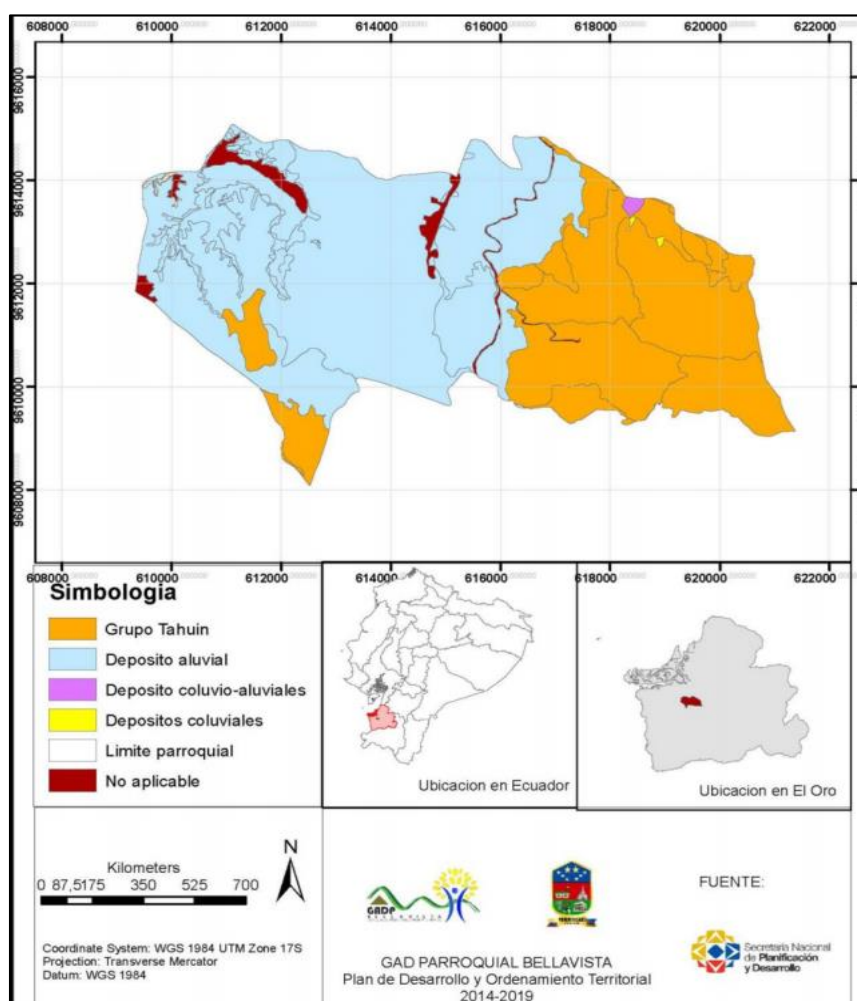 608000 610000 612000 614000 616000 618000 620000 622000
9616000
9614000
9612000
9610000
9608000
608000 610000 612000 614000 616000 618000 620000 622000
Simbologia
Grupo Tahuin
Deposito aluvial
Deposito coluvio-aluviales
Depositos coluviales
Limite parroquial
No aplicable
Ubicacion en Ecuador
Ubicacion en El Oro
N
Kilometers
0 87,5175 350 525 700
Coordinate System: WGS 1984 UTM Zone 17S
Projection: Transverse Mercator
Datum: WGS 1984
GADP
BELLAVISTA
GAD PARROQUIAL BELLAVISTA
Plan de Desarrollo y Ordenamiento Territorial
2014-2019
FUENTE:
Secretaría Nacional
de Planificación
y Desarrollo